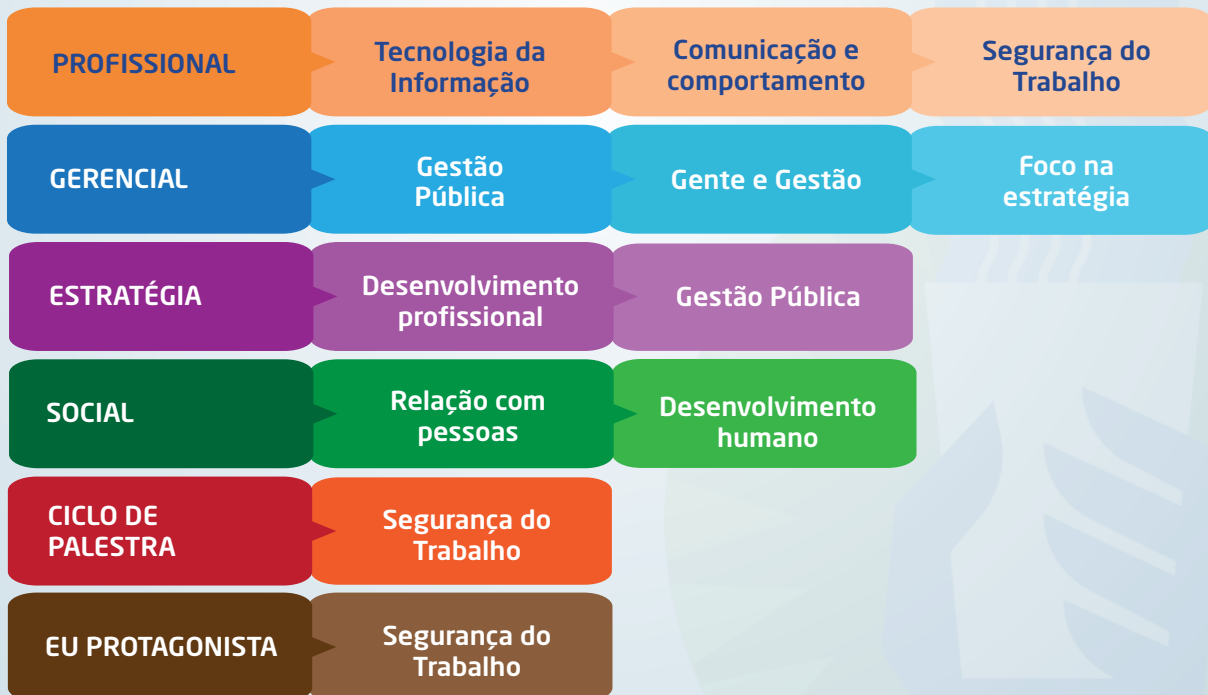 PROFISSIONAL
Tecnologia da
Informação
Comunicação e
comportamento
Segurança do
Trabalho
GERENCIAL
Gestão
Pública
Gente e Gestão
Foco na
estratégia
ESTRATÉGIA
Desenvolvimento
profissional
Gestão Pública
SOCIAL
Relação com
pessoas
Desenvolvimento
humano
CICLO DE
PALESTRA
Segurança do
Trabalho
EU PROTAGONISTA
Segurança do
Trabalho